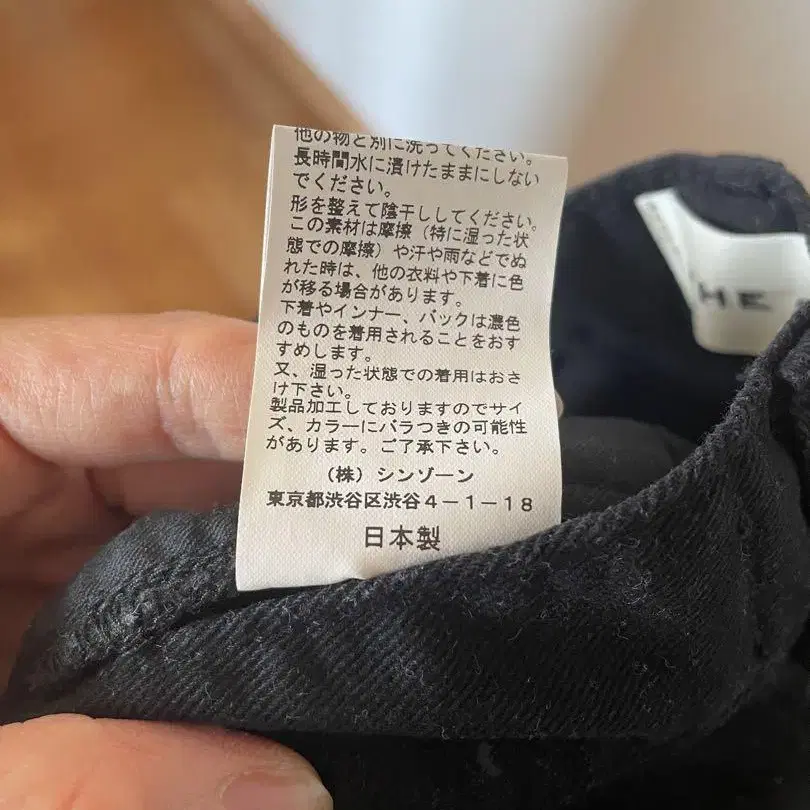 他の物と別に洗ってください。
長時間水に漬けたままにしない
でください。
形を整えて陰干ししてください。
この素材は摩擦（特に湿った状
態での摩擦）や汗や雨などでぬ
れた時は、他の衣料や下着に色
が移る場合があります。
下着やインナー、バックは濃色
のものを着用されることをおす
すめします。
又、湿った状態での着用はおさ
け下さい。
製品加工しておりますのでサイ
ズ、カラーにバラつきの可能性
があります。ご了承下さい。
（株）シンゾーン
東京都渋谷区渋谷４－１－１８
日本製
THE